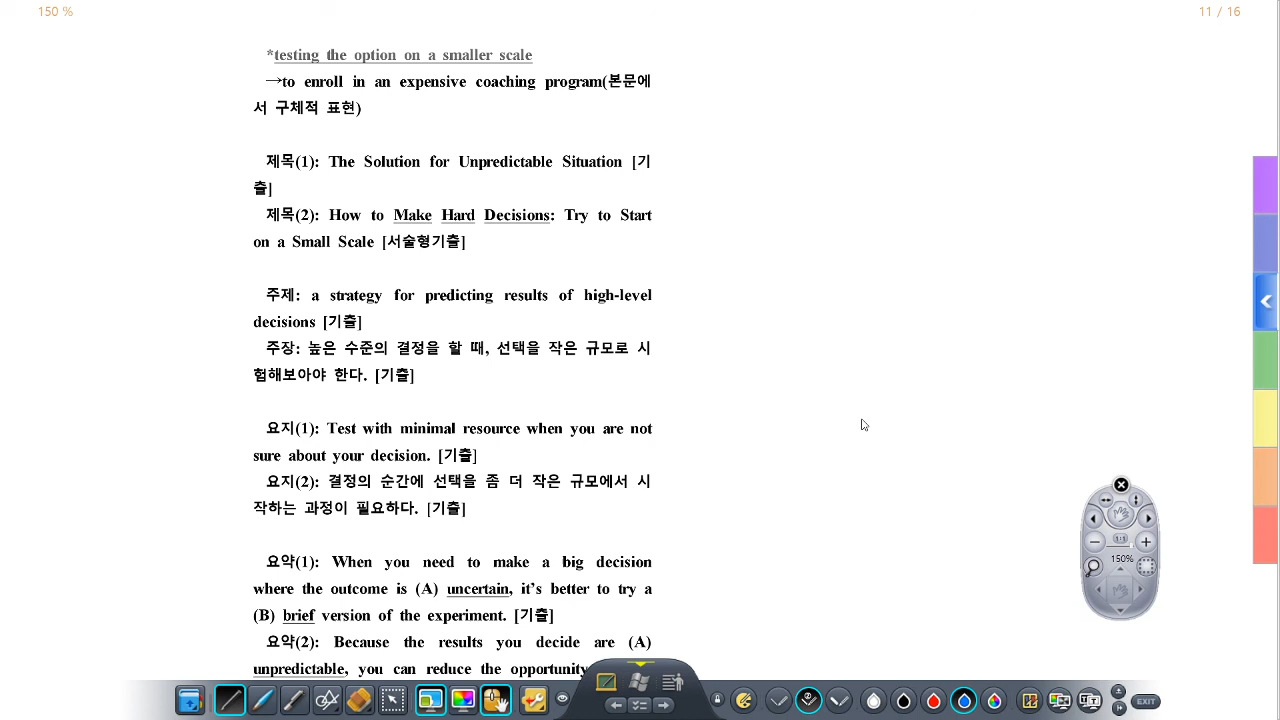 150 %
11 / 16
*testing the option on a smaller scale
→to enroll in an expensive coaching program(본문에
서 구체적 표현)
제목(1): The Solution for Unpredictable Situation [기
출]
제목(2): How to Make Hard Decisions: Try to Start
on a Small Scale [서술형기출]
주제: a strategy for predicting results of high-level
decisions [기출]
주장: 높은 수준의 결정을 할 때, 선택을 작은 규모로 시
험해보아야 한다. [기출]
요지(1): Test with minimal resource when you are not
sure about your decision. [기출]
요지(2): 결정의 순간에 선택을 좀 더 작은 규모에서 시
작하는 과정이 필요하다. [기출]
요약(1): When you need to make a big decision
where the outcome is (A) uncertain, it's better to try a
(B) brief version of the experiment. [기출]
요약(2): Because the results you decide are (A)
unpredictable, you can reduce the opportunity
1:1
150%
EXIT